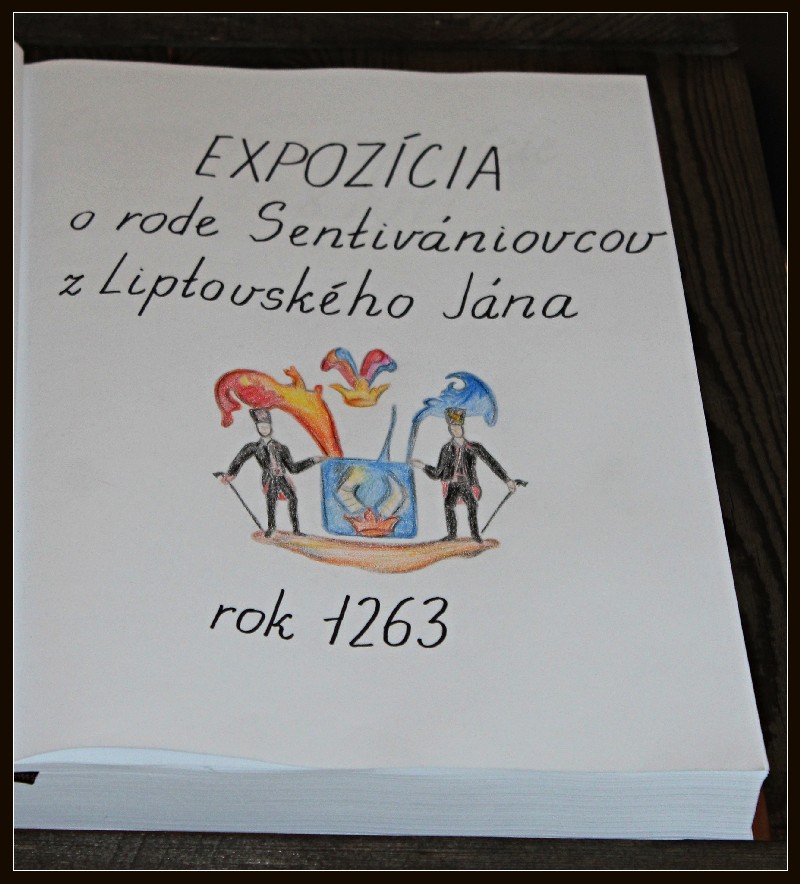 EXPOZÍCIA
o rode Sentivániovcov
z Liptovského Jána
rok 1263